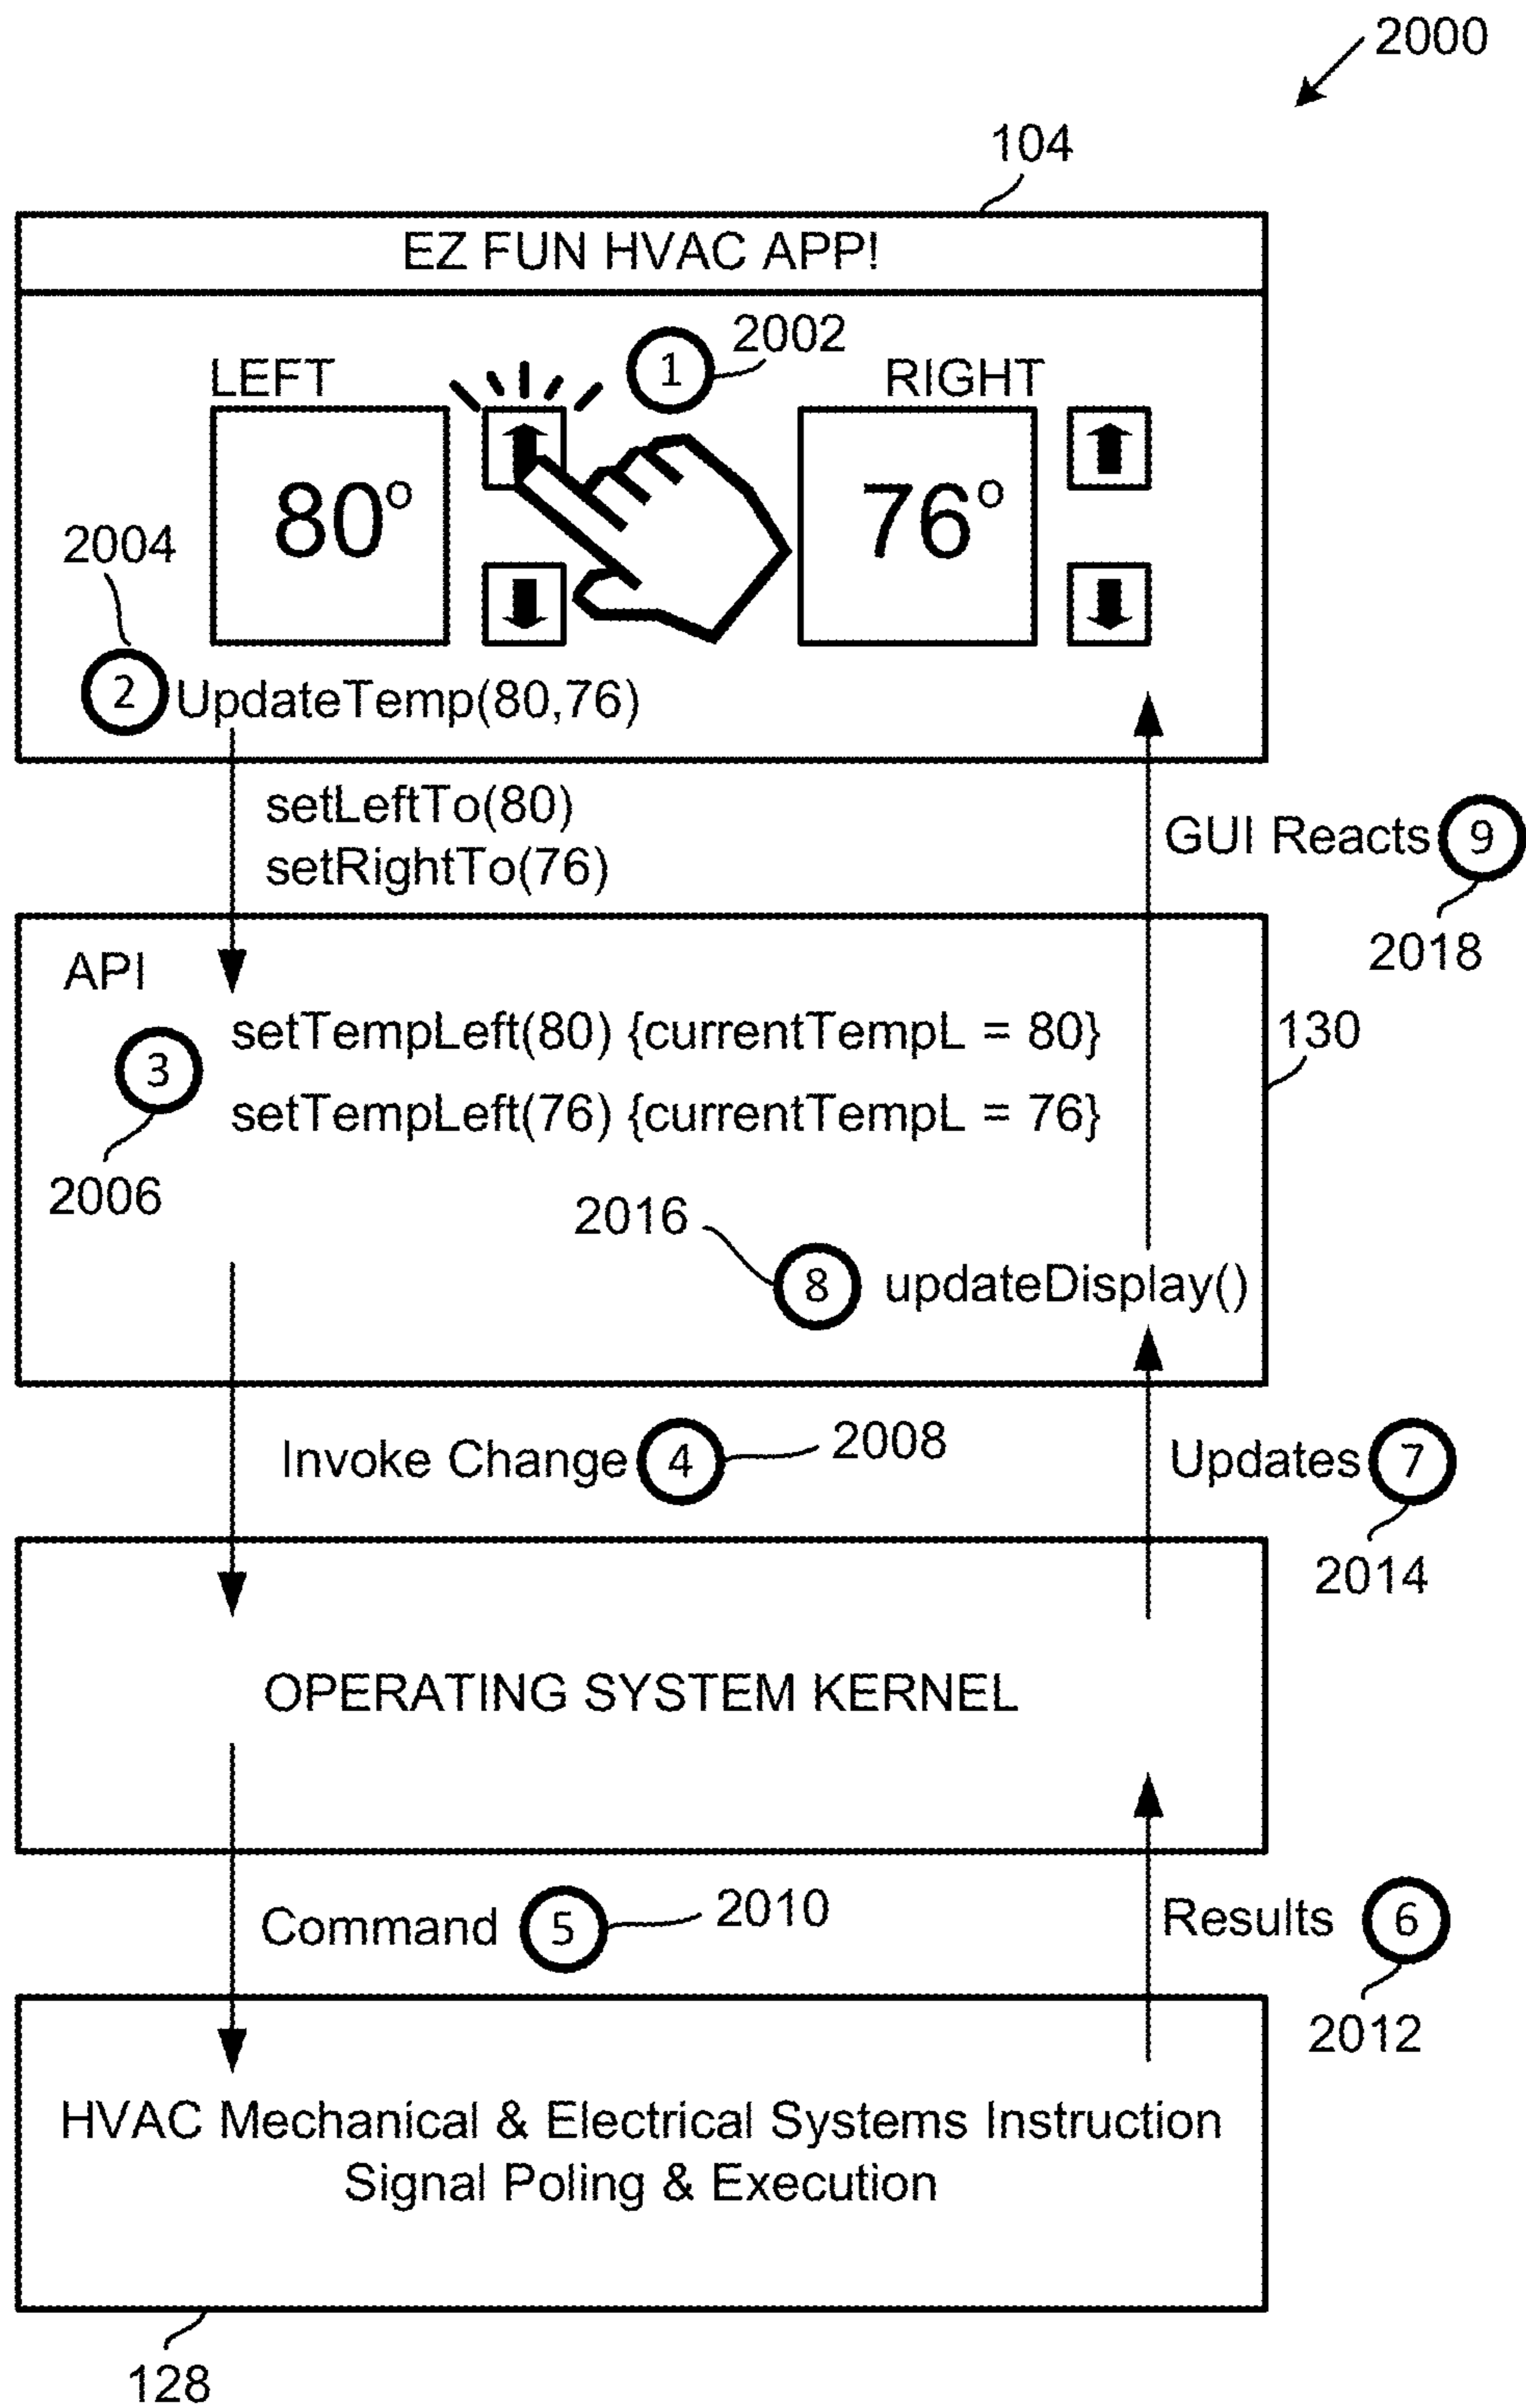 2000
104
EZ FUN HVAC APP!
1 2002
LEFT
RIGHT
80°
76°
2004
2 UpdateTemp(80,76)
setLeftTo(80)
setRightTo(76)
GUI Reacts 9
2018
API
130
3
setTempLeft(80) {currentTempL = 80}
setTempLeft(76) {currentTempL = 76}
2006
2016
8 updateDisplay()
Invoke Change 4 2008
Updates 7
2014
OPERATING SYSTEM KERNEL
Command 5 2010
Results 6
2012
HVAC Mechanical & Electrical Systems Instruction
Signal Poling & Execution
128